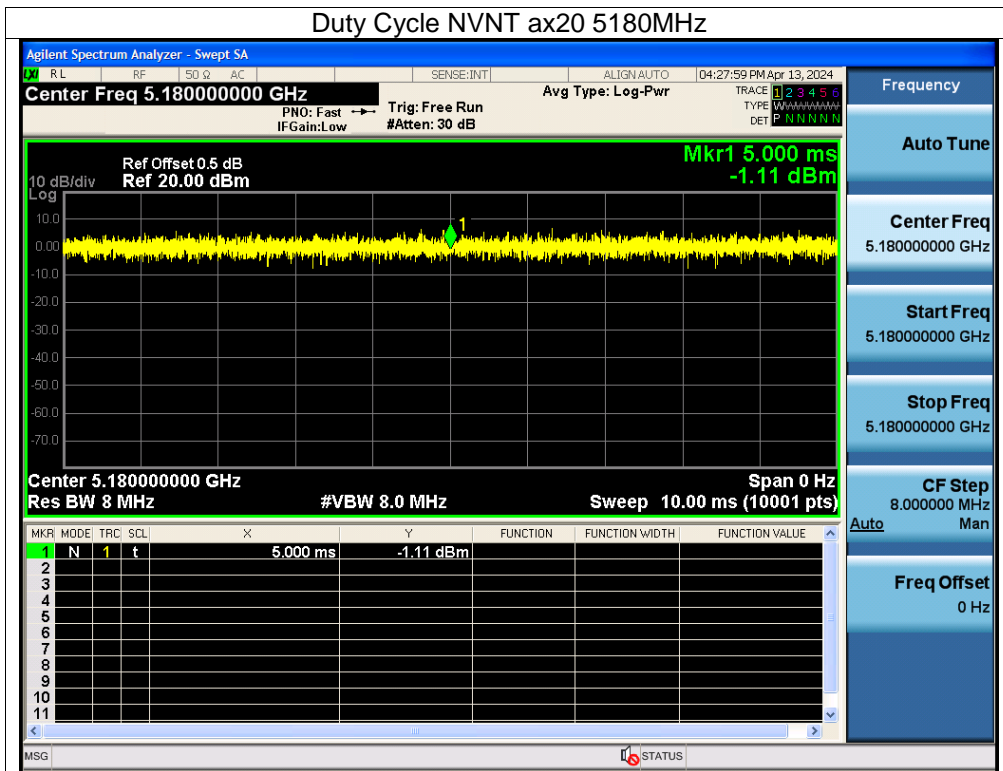 Duty Cycle NVNT ax20 5180MHz
Agilent Spectrum Analyzer - Swept SA
LXI RL RF 50 Ω AC SENSE:INT ALIGN AUTO 04:27:59 PM Apr 13, 2024
Center Freq 5.180000000 GHz
PNO: Fast
IFGain:Low
Trig: Free Run
#Atten: 30 dB
Avg Type: Log-Pwr
TRACE 1 2 3 4 5 6
TYPE WWWWWW
DET P N N N N N
Ref Offset 0.5 dB
10 dB/div Ref 20.00 dBm
Log
Mkr1 5.000 ms
-1.11 dBm
10.0
0.00
-10.0
-20.0
-30.0
-40.0
-50.0
-60.0
-70.0
1
Center 5.180000000 GHz Span 0 Hz
Res BW 8 MHz #VBW 8.0 MHz Sweep 10.00 ms (10001 pts)
MKR MODE TRC SCL X Y FUNCTION FUNCTION WIDTH FUNCTION VALUE
1 N 1 t 5.000 ms -1.11 dBm
2
3
4
5
6
7
8
9
10
11
MSG STATUS
Frequency
Auto Tune
Center Freq
5.180000000 GHz
Start Freq
5.180000000 GHz
Stop Freq
5.180000000 GHz
CF Step
8.000000 MHz
Auto Man
Freq Offset
0 Hz